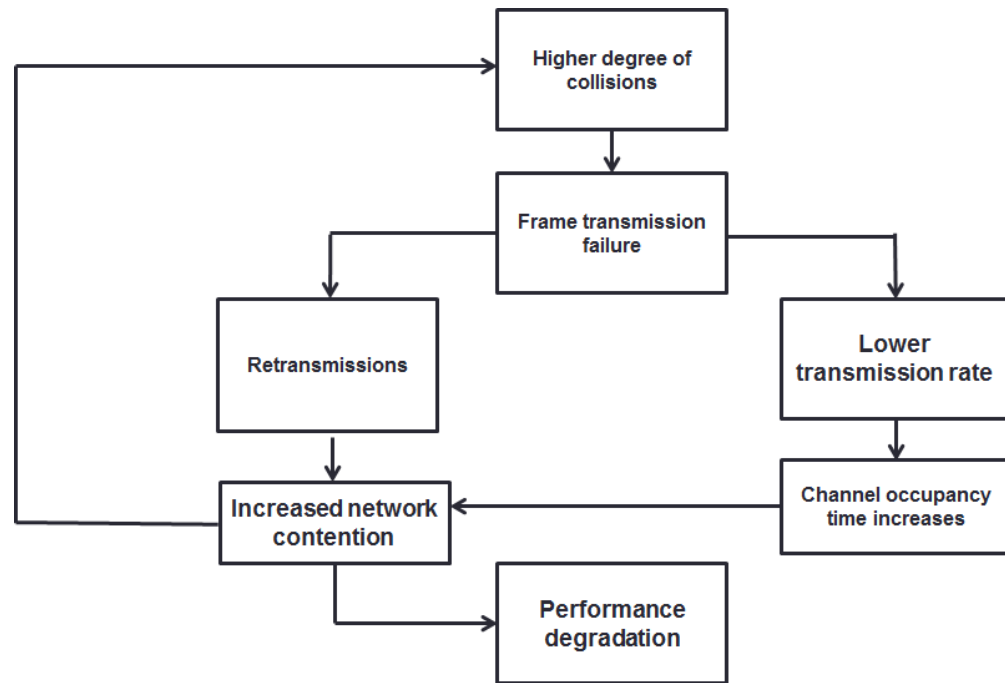 Higher degree of
collisions
Frame transmission
failure
Retransmissions
Lower
transmission rate
Increased network
contention
Channel occupancy
time increases
Performance
degradation